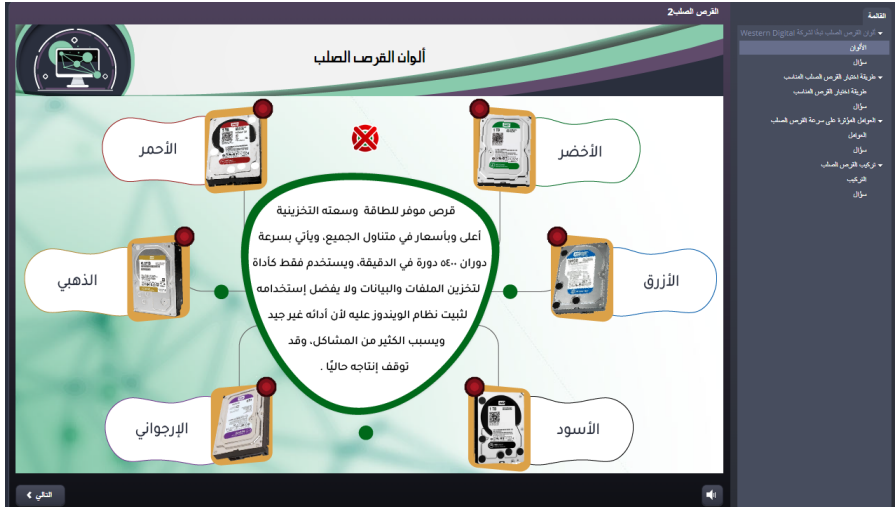 القرص الصلب2
القائمة
ألوان القرص الصلب تبعًا لشركة Western Digital
الألوان
سؤال
طريقة اختيار القرص الصلب المناسب
طريقة اختيار القرص المناسب
سؤال
العوامل المؤثرة على سرعة القرص الصلب
العوامل
سؤال
تركيب القرص الصلب
التركيب
سؤال
ألوان القرص الصلب
الأخضر
الأحمر
قرص موفر للطاقة وسعته التخزينية
أعلى وبأسعار في متناول الجميع، ويأتي بسرعة
دوران ٥٤٠٠ دورة في الدقيقة، ويستخدم فقط كأداة
لتخزين الملفات والبيانات ولا يفضل إستخدامه
لثبيت نظام الويندوز عليه لأن أدائه غير جيد
ويسبب الكثير من المشاكل، وقد
توقف إنتاجه حاليًا .
الأزرق
الذهبي
الأسود
الإرجواني
التالي